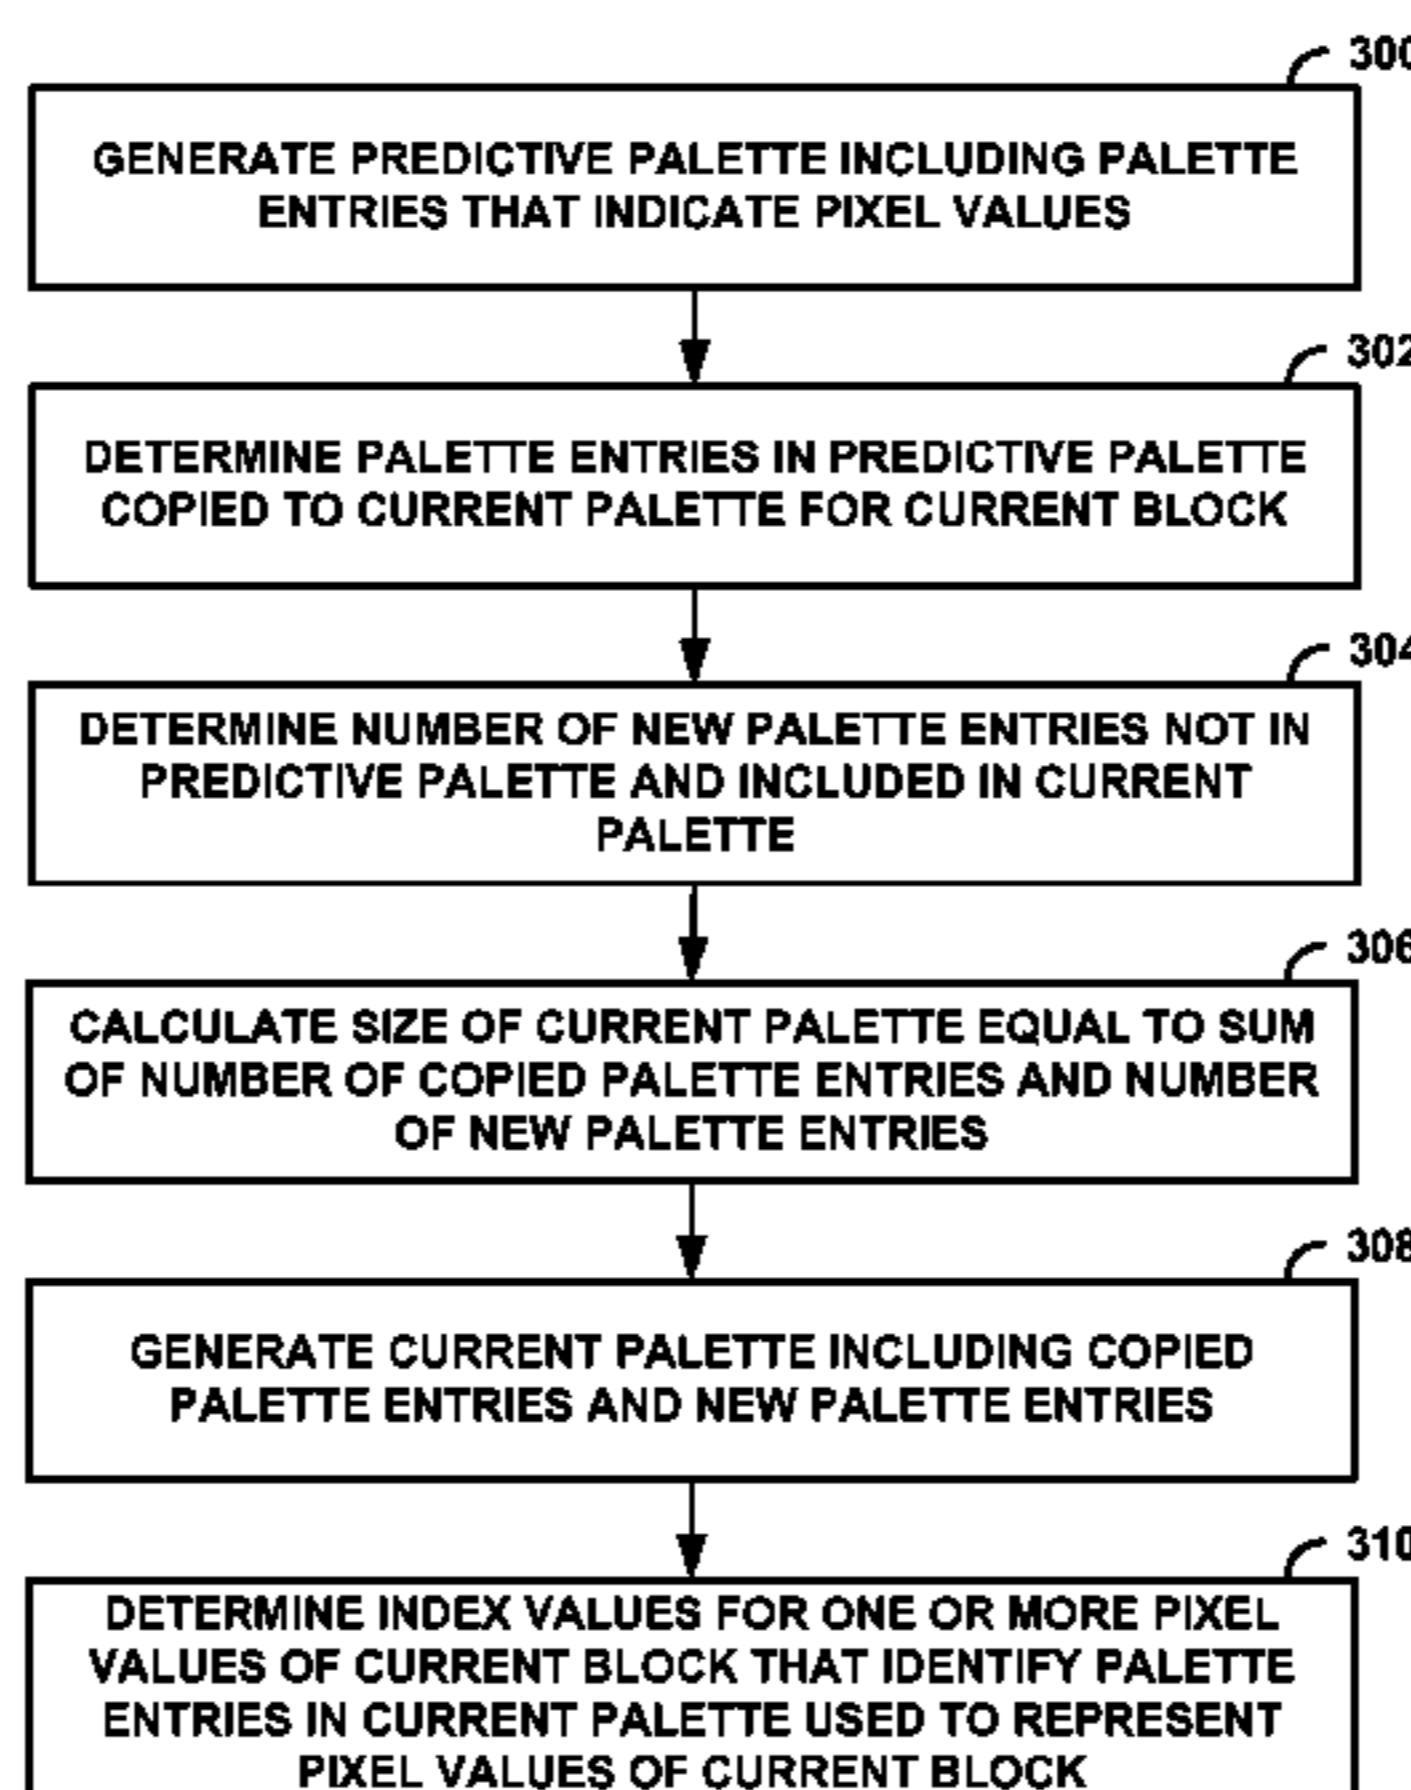 300
GENERATE PREDICTIVE PALETTE INCLUDING PALETTE
ENTRIES THAT INDICATE PIXEL VALUES
302
DETERMINE PALETTE ENTRIES IN PREDICTIVE PALETTE
COPIED TO CURRENT PALETTE FOR CURRENT BLOCK
304
DETERMINE NUMBER OF NEW PALETTE ENTRIES NOT IN
PREDICTIVE PALETTE AND INCLUDED IN CURRENT
PALETTE
306
CALCULATE SIZE OF CURRENT PALETTE EQUAL TO SUM
OF NUMBER OF COPIED PALETTE ENTRIES AND NUMBER
OF NEW PALETTE ENTRIES
308
GENERATE CURRENT PALETTE INCLUDING COPIED
PALETTE ENTRIES AND NEW PALETTE ENTRIES
310
DETERMINE INDEX VALUES FOR ONE OR MORE PIXEL
VALUES OF CURRENT BLOCK THAT IDENTIFY PALETTE
ENTRIES IN CURRENT PALETTE USED TO REPRESENT
PIXEL VALUES OF CURRENT BLOCK